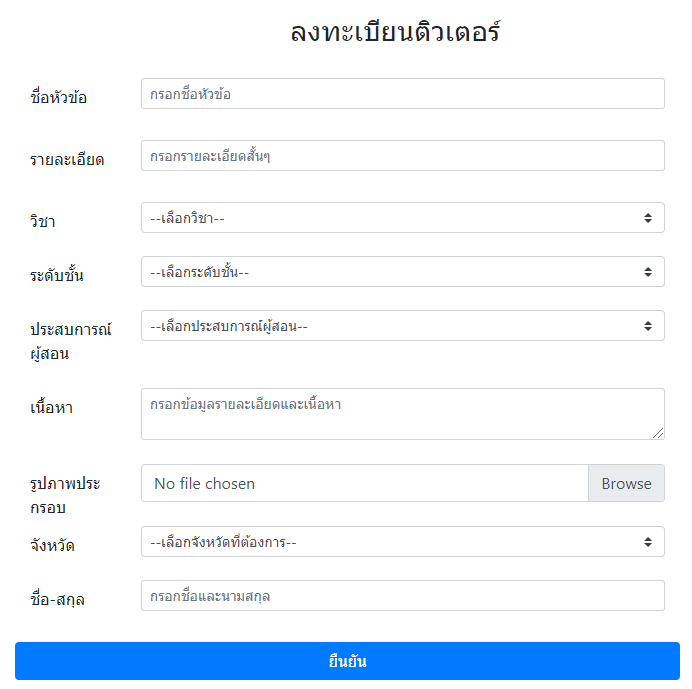 ลงทะเบียนติวเตอร์
ชื่อหัวข้อ
กรอกชื่อหัวข้อ
รายละเอียด
กรอกรายละเอียดสั้นๆ
วิชา
--เลือกวิชา--
ระดับชั้น
--เลือกระดับชั้น--
ประสบการณ์
ผู้สอน
--เลือกประสบการณ์ผู้สอน--
เนื้อหา
กรอกข้อมูลรายละเอียดและเนื้อหา
รูปภาพประ
กรอบ
No file chosen
Browse
จังหวัด
--เลือกจังหวัดที่ต้องการ--
ชื่อ-สกุล
กรอกชื่อและนามสกุล
ยืนยัน